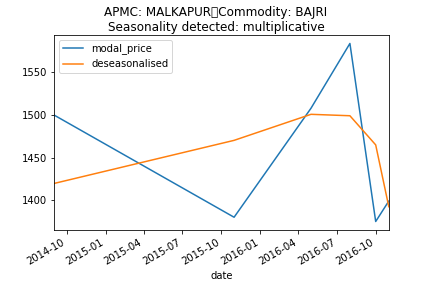 APMC: MALKAPUR▯Commodity: BAJRI
Seasonality detected: multiplicative
modal_price
deseasonalised
1550
1500
1450
1400
2014-10
2015-01
2015-04
2015-07
2015-10
2016-01
2016-04
2016-07
2016-10
date